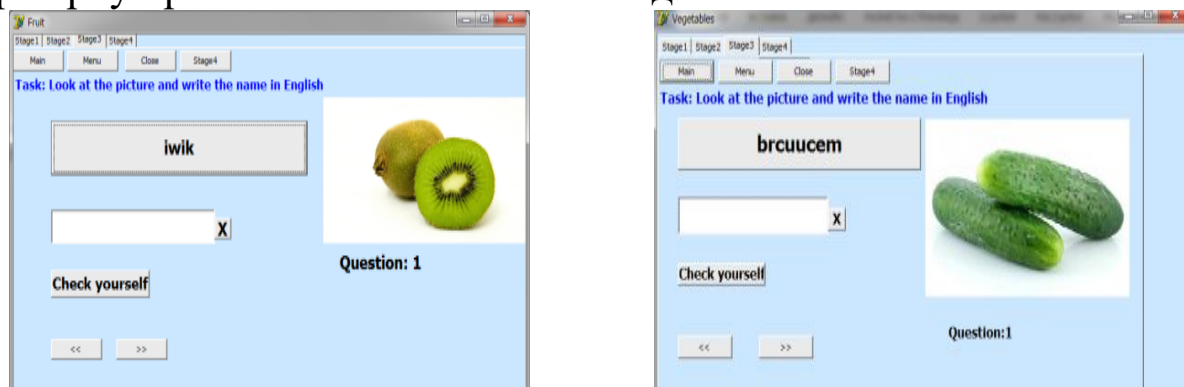 Fruit
Stage1 Stage2 Stage3 Stage4
Main Menu Close Stage4
Task: Look at the picture and write the name in English
iwik
X
Question: 1
Check yourself
<< >>
Vegetables
Stage1 Stage2 Stage3 Stage4
Main Menu Close Stage4
Task: Look at the picture and write the name in English
brcuucem
X
Check yourself
Question:1
<< >>